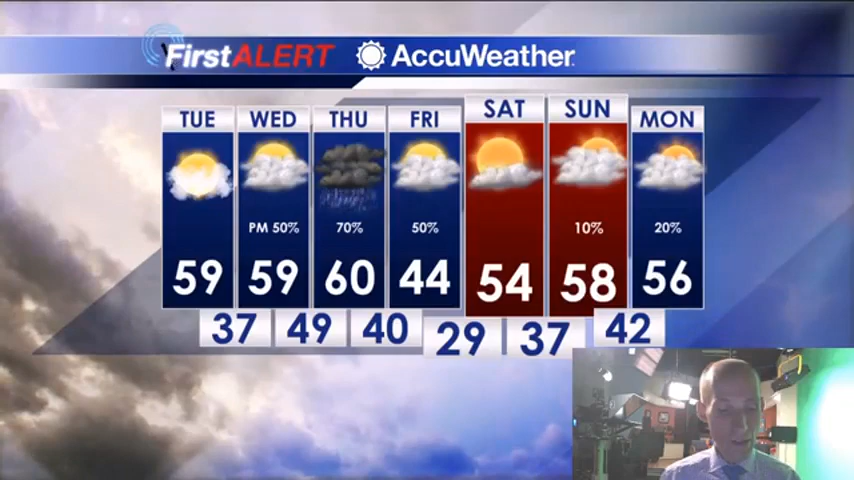 FirstALERT AccuWeather
TUE WED THU FRI SAT SUN MON
PM 50% 70% 50% 10% 20%
59 59 60 44 54 58 56
37 49 40 29 37 42